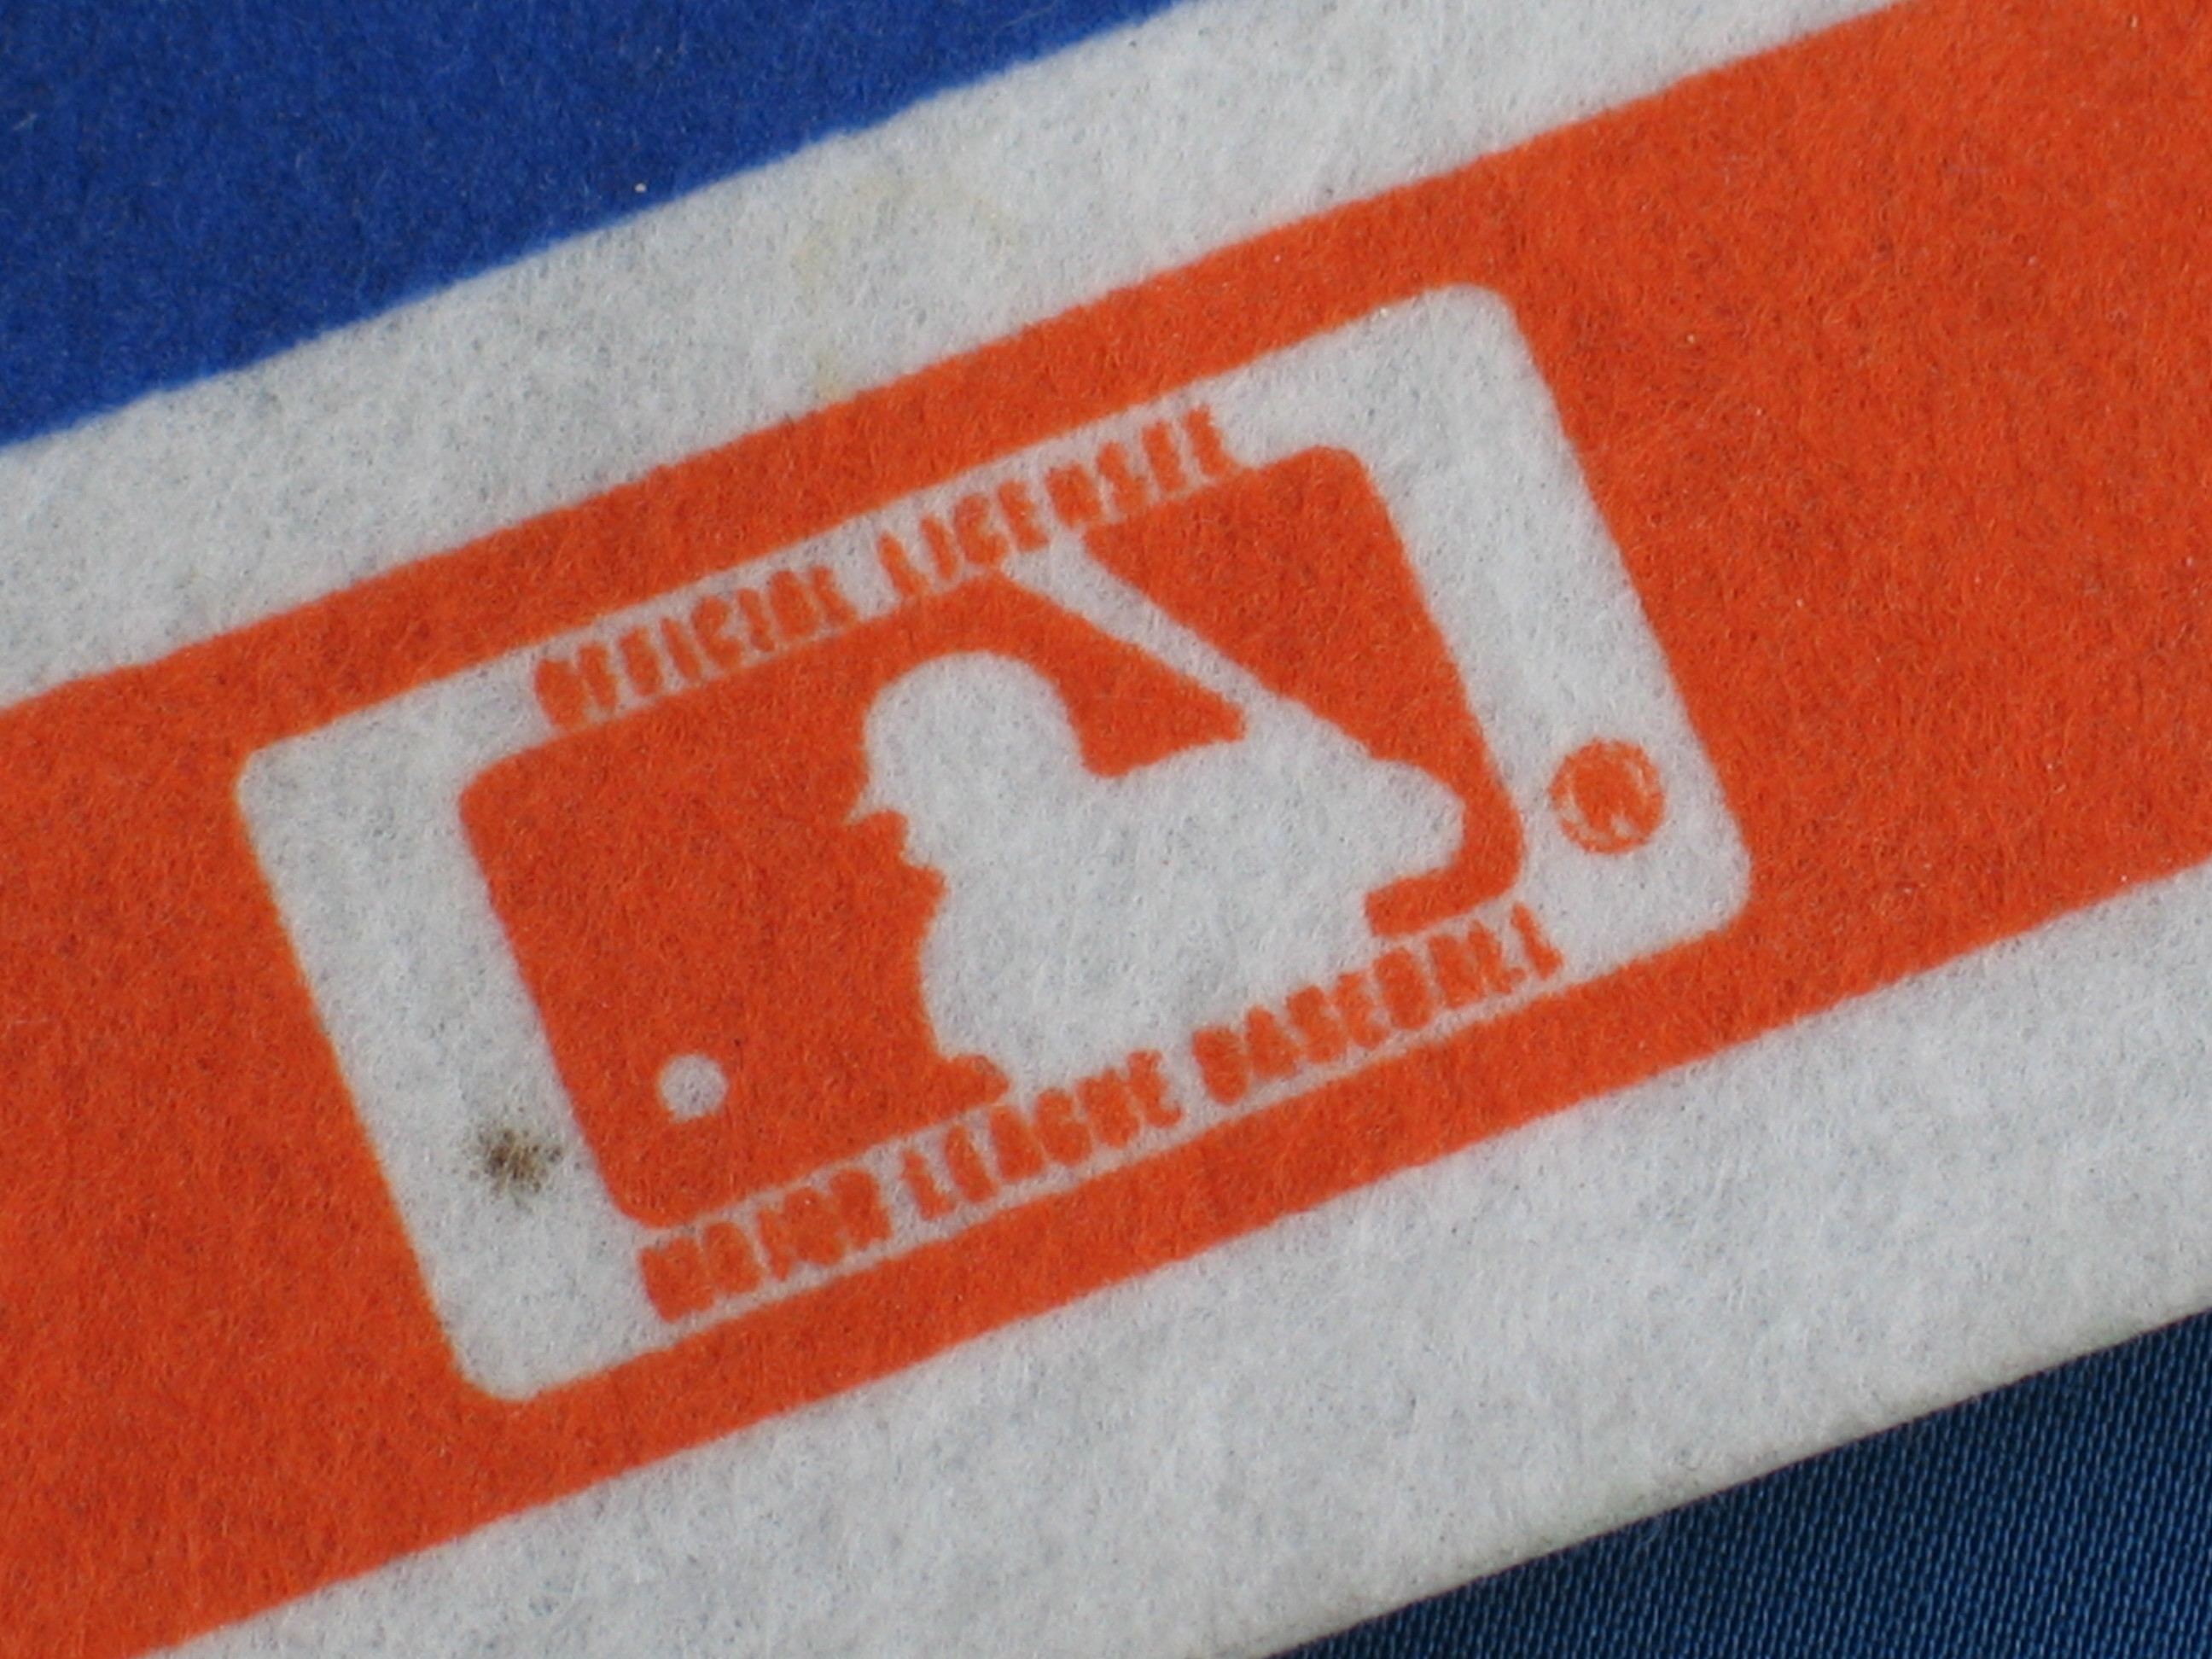 OFFICIAL LICENSEE
MAJOR LEAGUE BASEBALL
®